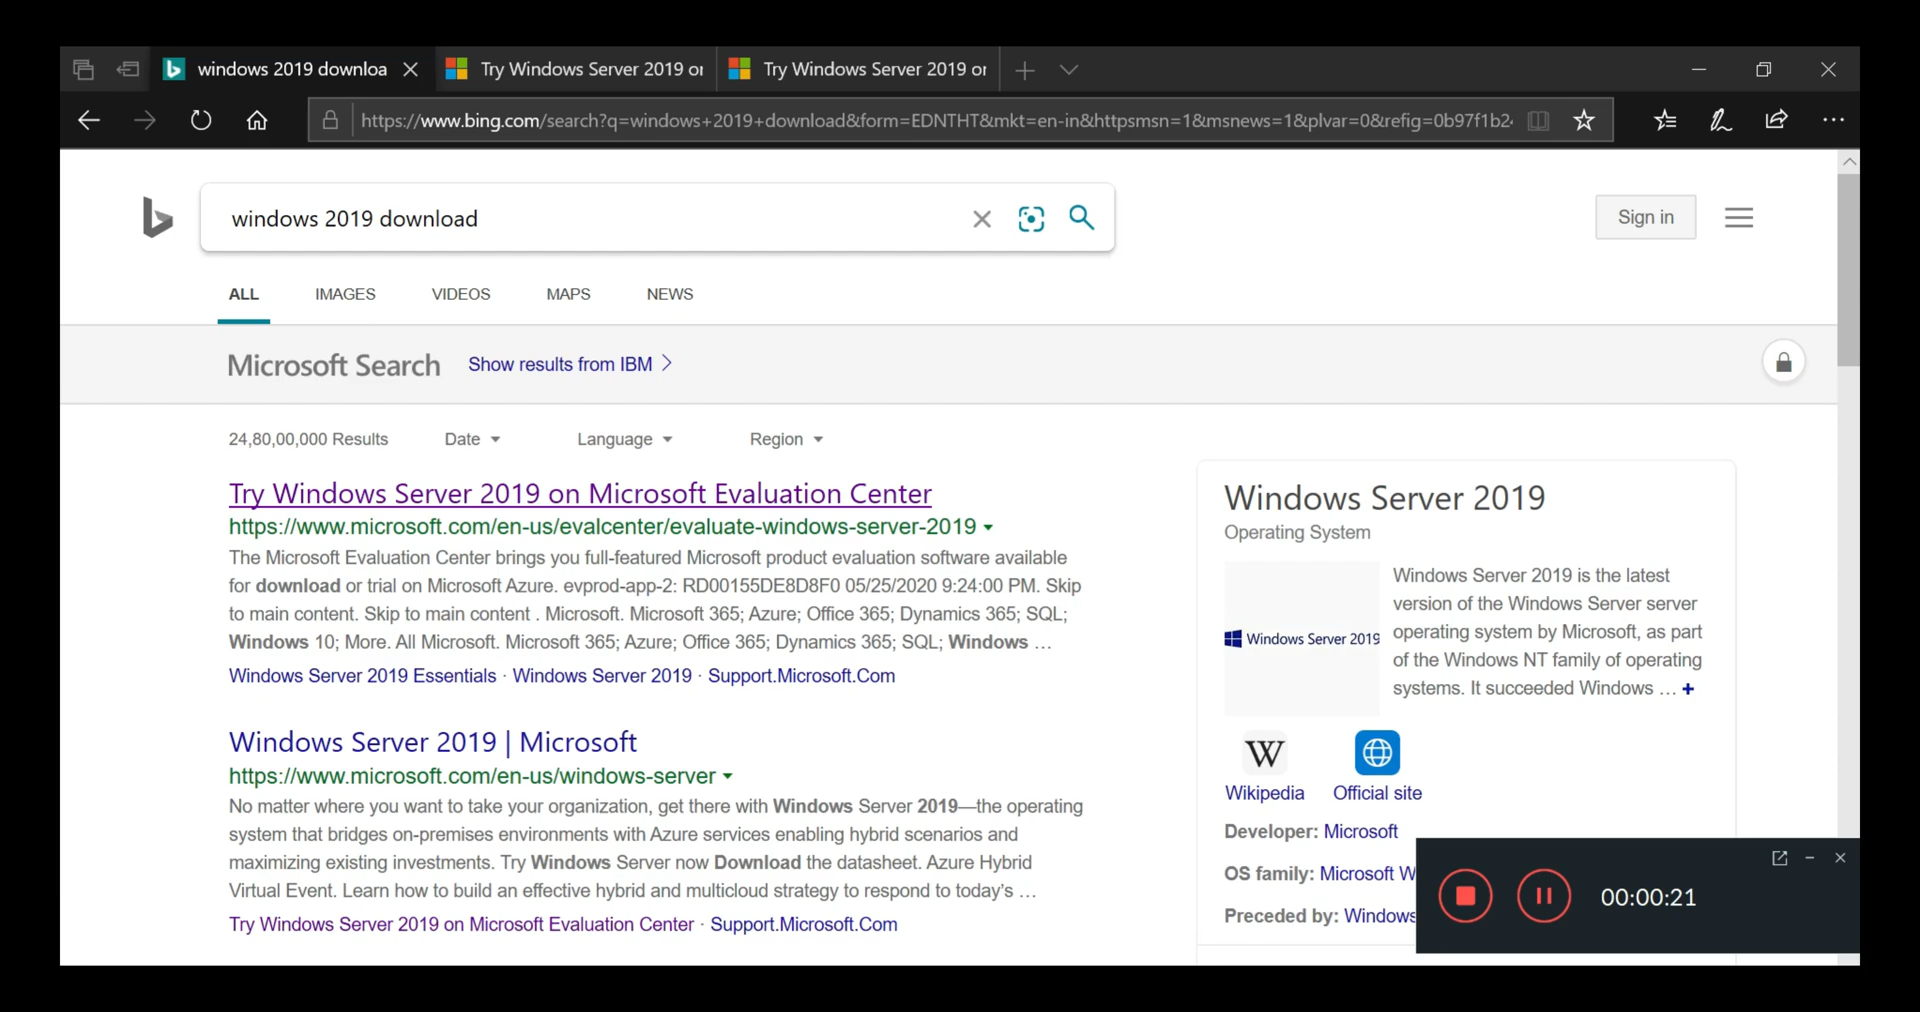 windows 2019 downloa
Try Windows Server 2019 or
Try Windows Server 2019 or
https://www.bing.com/search?q=windows+2019+download&form=EDNTHT&mkt=en-in&httpsmsn=1&msnews=1&plvar=0&refig=0b97f1b2
windows 2019 download
Sign in
ALL IMAGES VIDEOS MAPS NEWS
Microsoft Search Show results from IBM
24,80,00,000 Results Date Language Region
Try Windows Server 2019 on Microsoft Evaluation Center
https://www.microsoft.com/en-us/evalcenter/evaluate-windows-server-2019
The Microsoft Evaluation Center brings you full-featured Microsoft product evaluation software available
for download or trial on Microsoft Azure. evprod-app-2: RD00155DE8D8F0 05/25/2020 9:24:00 PM. Skip
to main content. Skip to main content . Microsoft. Microsoft 365; Azure; Office 365; Dynamics 365; SQL;
Windows 10; More. All Microsoft. Microsoft 365; Azure; Office 365; Dynamics 365; SQL; Windows ...
Windows Server 2019 Essentials · Windows Server 2019 · Support.Microsoft.Com
Windows Server 2019 | Microsoft
https://www.microsoft.com/en-us/windows-server
No matter where you want to take your organization, get there with Windows Server 2019—the operating
system that bridges on-premises environments with Azure services enabling hybrid scenarios and
maximizing existing investments. Try Windows Server now Download the datasheet. Azure Hybrid
Virtual Event. Learn how to build an effective hybrid and multicloud strategy to respond to today's ...
Try Windows Server 2019 on Microsoft Evaluation Center · Support.Microsoft.Com
Windows Server 2019
Operating System
Windows Server 2019
Windows Server 2019 is the latest
version of the Windows Server server
operating system by Microsoft, as part
of the Windows NT family of operating
systems. It succeeded Windows ... +
W
Wikipedia Official site
Developer: Microsoft
OS family: Microsoft W
Preceded by: Windows
00:00:21